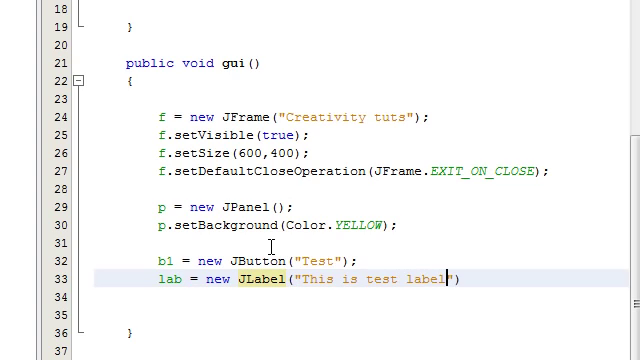 18
19 }
20
21 public void gui()
22 {
23
24 f = new JFrame("Creativity tuts");
25 f.setVisible(true);
26 f.setSize(600,400);
27 f.setDefaultCloseOperation(JFrame.EXIT_ON_CLOSE);
28
29 p = new JPanel();
30 p.setBackground(Color.YELLOW);
31
32 b1 = new JButton("Test");
33 lab = new JLabel("This is test label")
34
35
36 }
37